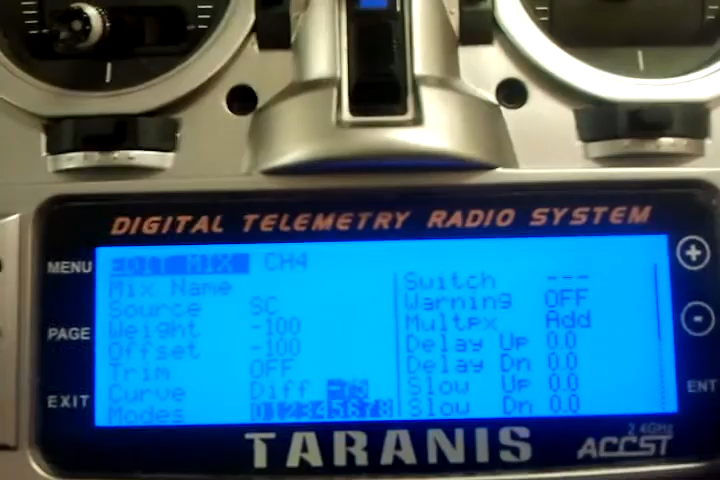 DIGITAL TELEMETRY RADIO SYSTEM
MENU
PAGE
EXIT
EDIT MIX CH4
Mix Name
Source SC
Weight -100
Offset -100
Trim OFF
Curve Diff -75
Modes 012345678
Switch ---
Warning OFF
Multpx Add
Delay Up 0.0
Delay Dn 0.0
Slow Up 0.0
Slow Dn 0.0
+
-
ENT
TARANIS
2.4GHz
ACCST